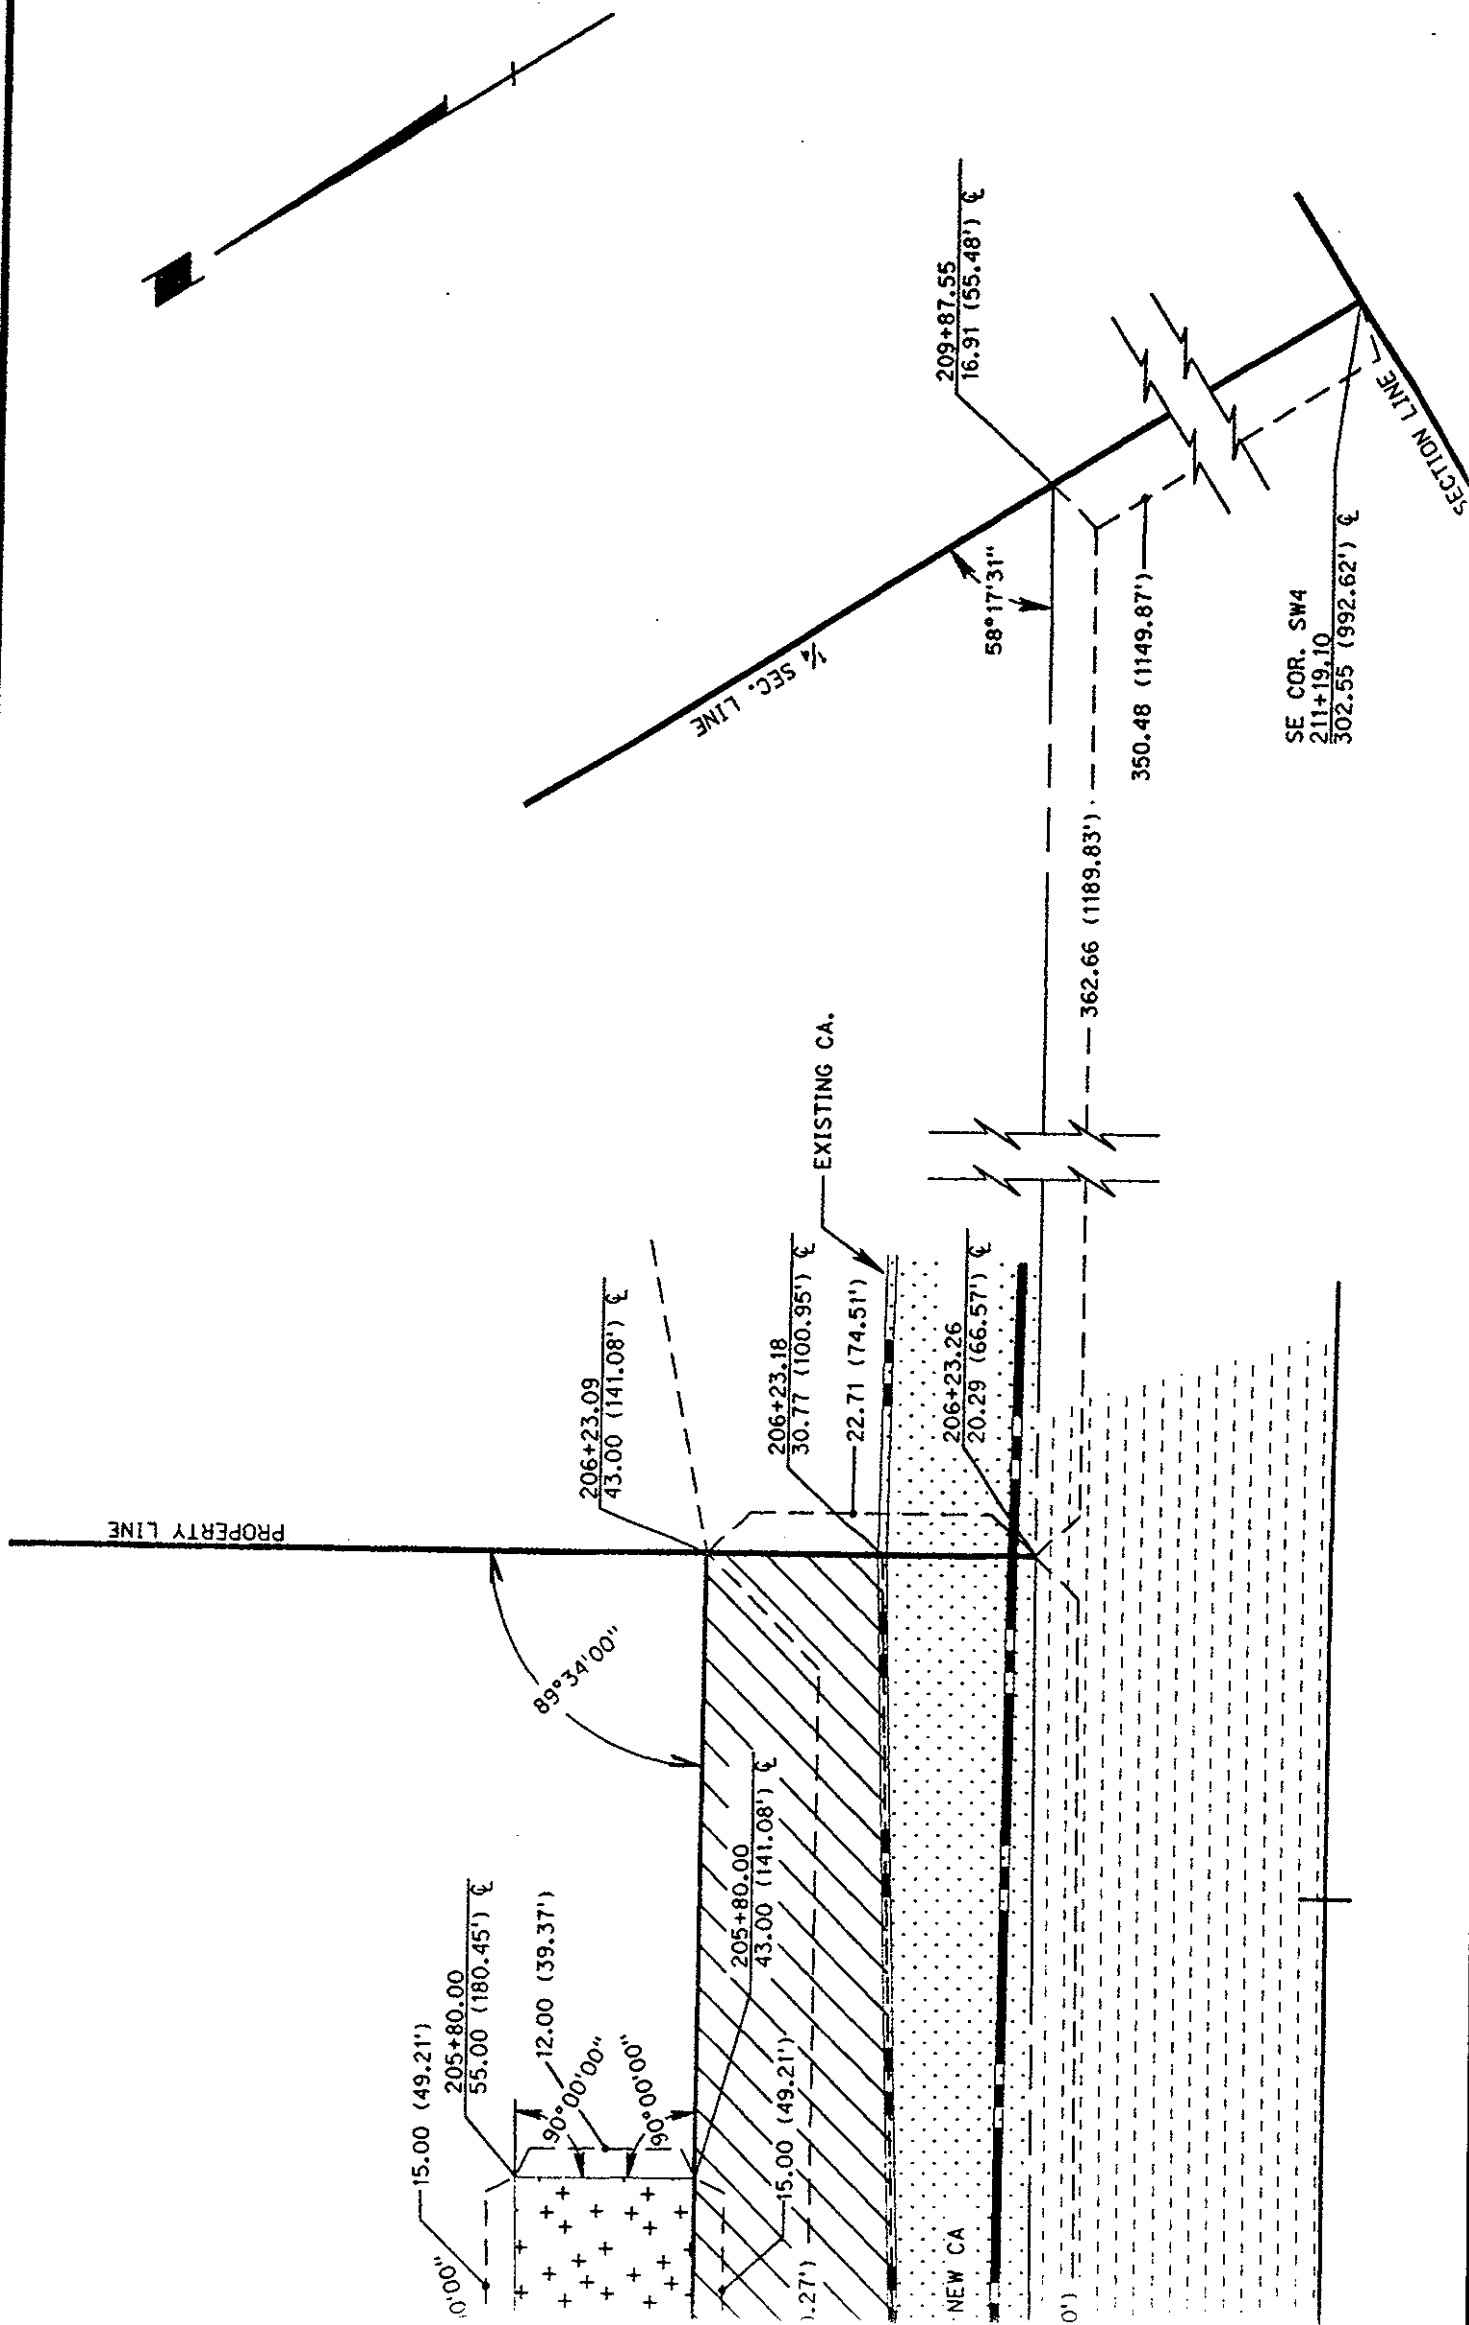 N
PROPERTY LINE
89°34'00"
206+23.09
43.00 (141.08') ℄
206+23.18
30.77 (100.95') ℄
22.71 (74.51')
206+23.26
20.29 (66.57') ℄
EXISTING CA.
15.00 (49.21')
205+80.00
55.00 (180.45') ℄
12.00 (39.37')
90°00'00"
90°00'00"
205+80.00
43.00 (141.08') ℄
15.00 (49.21')
0'00"
.27')
NEW CA
0')
362.66 (1189.83')
209+87.55
16.91 (55.48') ℄
1/4 SEC. LINE
58°17'31"
350.48 (1149.87')
SE COR. SW4
211+19.10
302.55 (992.62') ℄
SECTION LINE